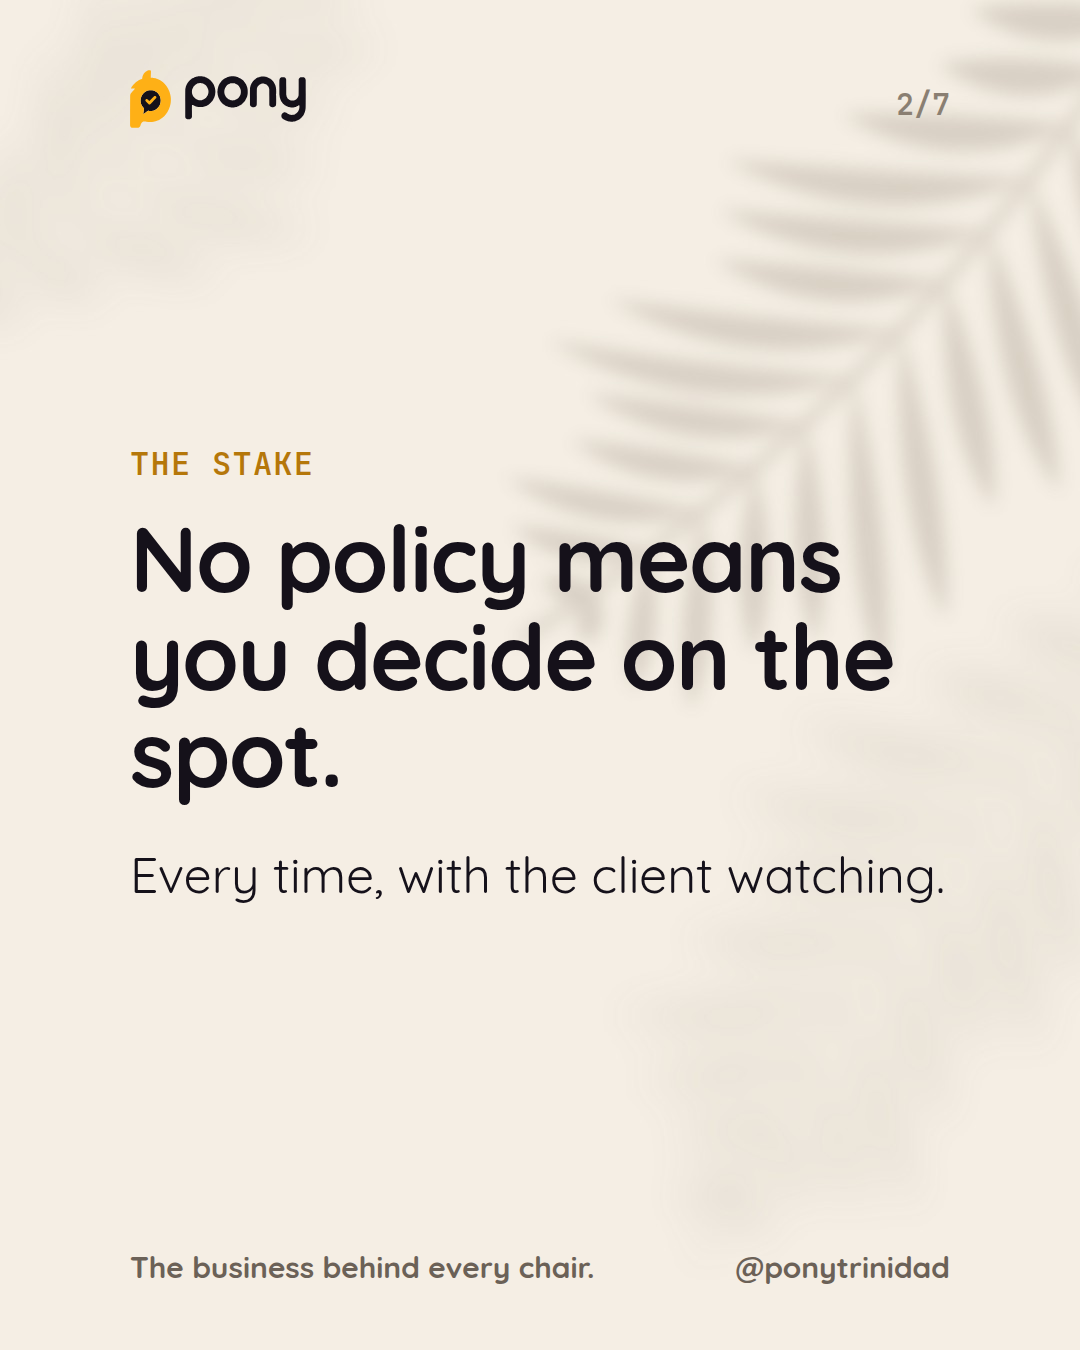 pony
2/7
THE STAKE
No policy means
you decide on the
spot.
Every time, with the client watching.
The business behind every chair.
@ponytrinidad